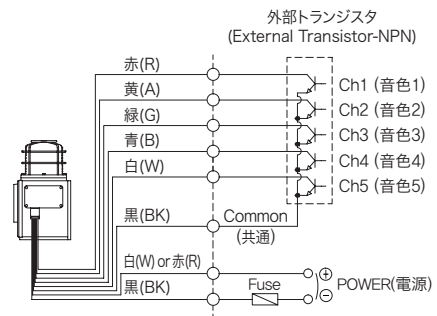 外部トランジスタ
(External Transistor-NPN)
赤(R)
黄(A)
緑(G)
青(B)
白(W)
黒(BK)
Ch1 (音色1)
Ch2 (音色2)
Ch3 (音色3)
Ch4 (音色4)
Ch5 (音色5)
Common
(共通)
白(W) or 赤(R)
黒(BK)
Fuse
⊕
⊖
POWER(電源)